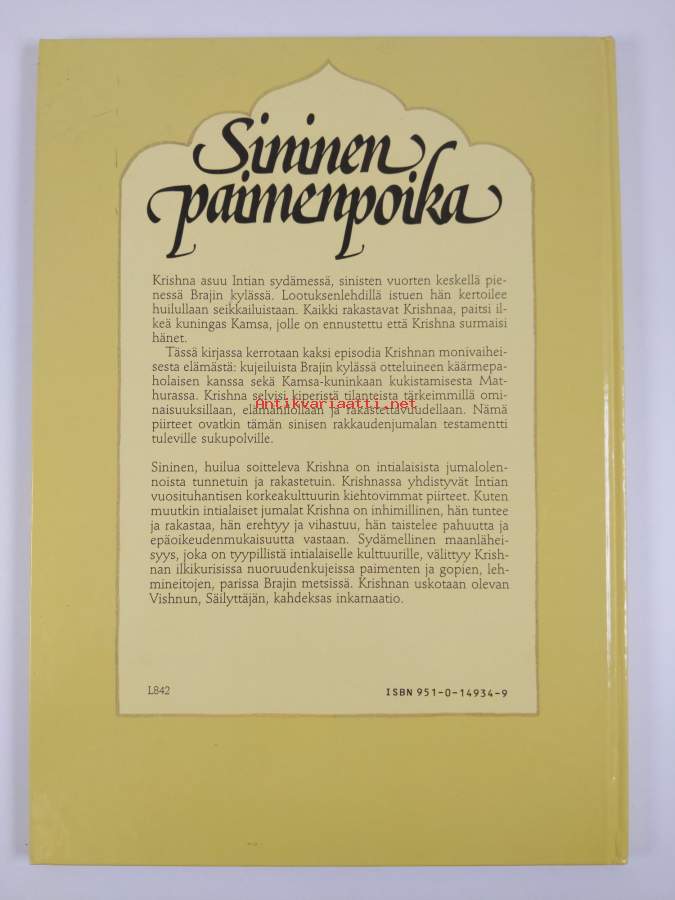 Sininen
paimenpoika
Krishna asuu Intian sydämessä, sinisten vuorten keskellä pie-
nessä Brajin kylässä. Lootuksenlehdillä istuen hän kertoilee
huilullaan seikkailuistaan. Kaikki rakastavat Krishnaa, paitsi il-
keä kuningas Kamsa, jolle on ennustettu että Krishna surmaisi
hänet.
Tässä kirjassa kerrotaan kaksi episodia Krishnan monivaihei-
sesta elämästä: kujeiluista Brajin kylässä otteluineen käärmepa-
holaisen kanssa sekä Kamsa-kuninkaan kukistamisesta Mat-
hurassa. Krishna selvisi kiperistä tilanteista tärkeimmillä omi-
naisuuksillaan, elämänilollaan ja rakastettavuudellaan. Nämä
Antikvariaatti.net
piirteet ovatkin tämän sinisen rakkaudenjumalan testamentti
tuleville sukupolville.
Sininen, huilua soitteleva Krishna on intialaisista jumalolen-
noista tunnetuin ja rakastetuin. Krishnassa yhdistyvät Intian
vuosituhantisen korkeakulttuurin kiehtovimmat piirteet. Kuten
muutkin intialaiset jumalat Krishna on inhimillinen, hän tuntee
ja rakastaa, hän erehtyy ja vihastuu, hän taistelee pahuutta ja
epäoikeudenmukaisuutta vastaan. Sydämellinen maanlähei-
syys, joka on tyypillistä intialaiselle kulttuurille, välittyy Krish-
nan ilkikurisissa nuoruudenkujeissa paimenten ja gopien, leh-
mineitojen, parissa Brajin metsissä. Krishnan uskotaan olevan
Vishnun, Säilyttäjän, kahdeksas inkarnaatio.
L842
ISBN 951-0-14934-9